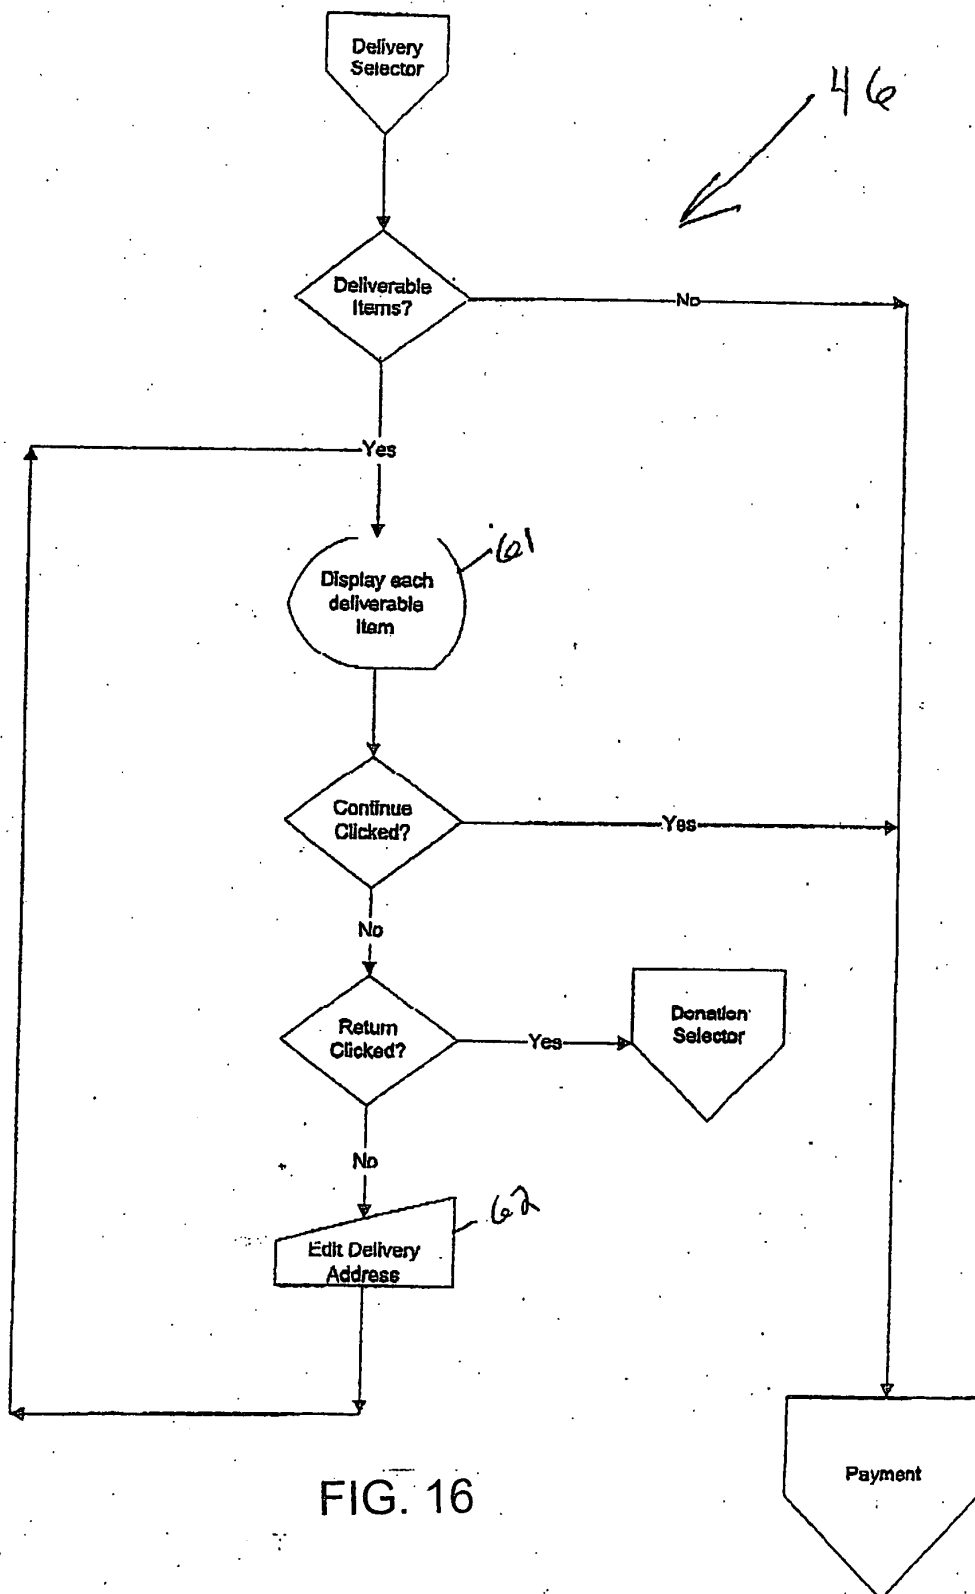 Delivery
Selector
46
Deliverable
Items?
No
Yes
61
Display each
deliverable
item
Continue
Clicked?
Yes
No
Return
Clicked?
Yes
Donation
Selector
No
62
Edit Delivery
Address
Payment
FIG. 16